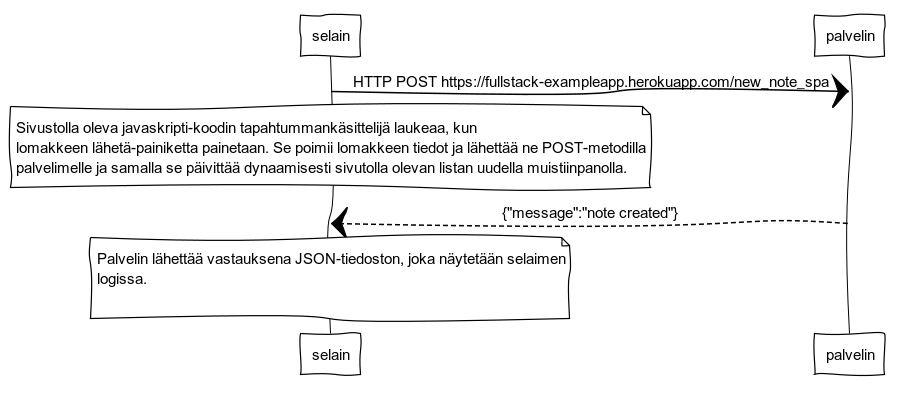 selain
palvelin
HTTP POST https://fullstack-exampleapp.herokuapp.com/new_note_spa
Sivustolla oleva javaskripti-koodin tapahtummankäsittelijä laukeaa, kun
lomakkeen lähetä-painiketta painetaan. Se poimii lomakkeen tiedot ja lähettää ne POST-metodilla
palvelimelle ja samalla se päivittää dynaamisesti sivutolla olevan listan uudella muistiinpanolla.
{"message":"note created"}
Palvelin lähettää vastauksena JSON-tiedoston, joka näytetään selaimen
logissa.
selain
palvelin